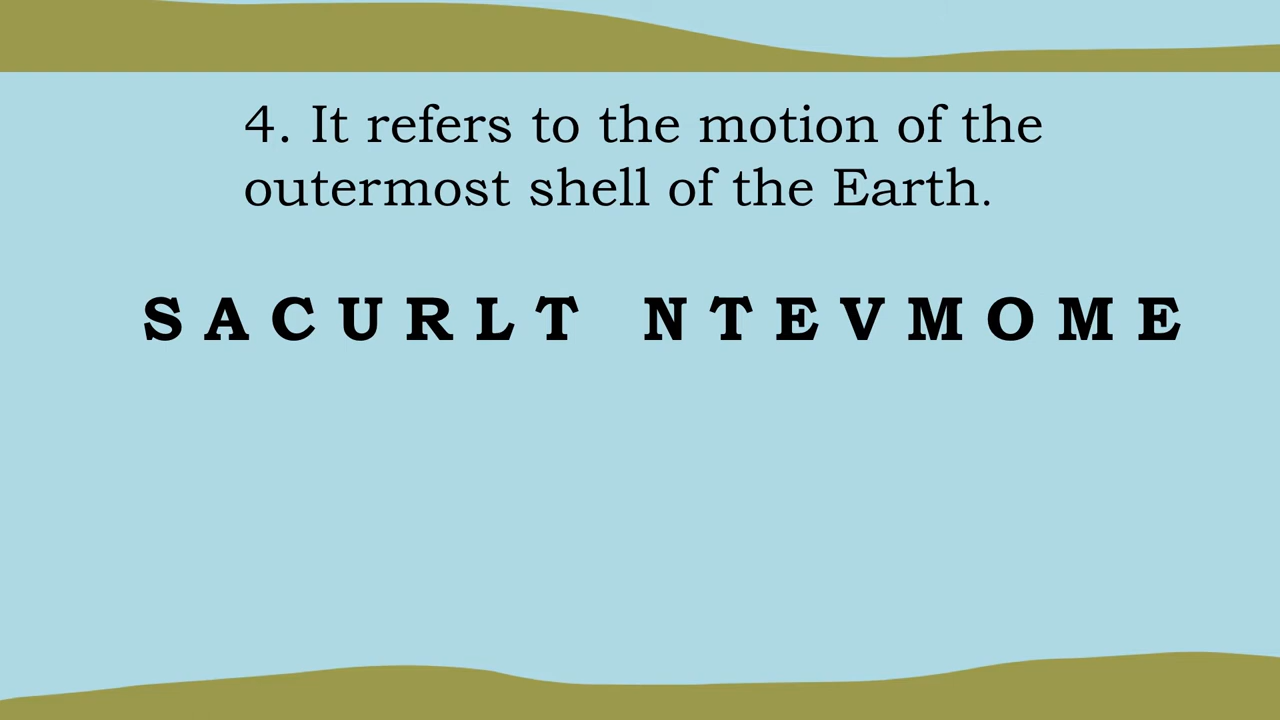 4. It refers to the motion of the
outermost shell of the Earth.
S A C U R L T   N T E V M O M E